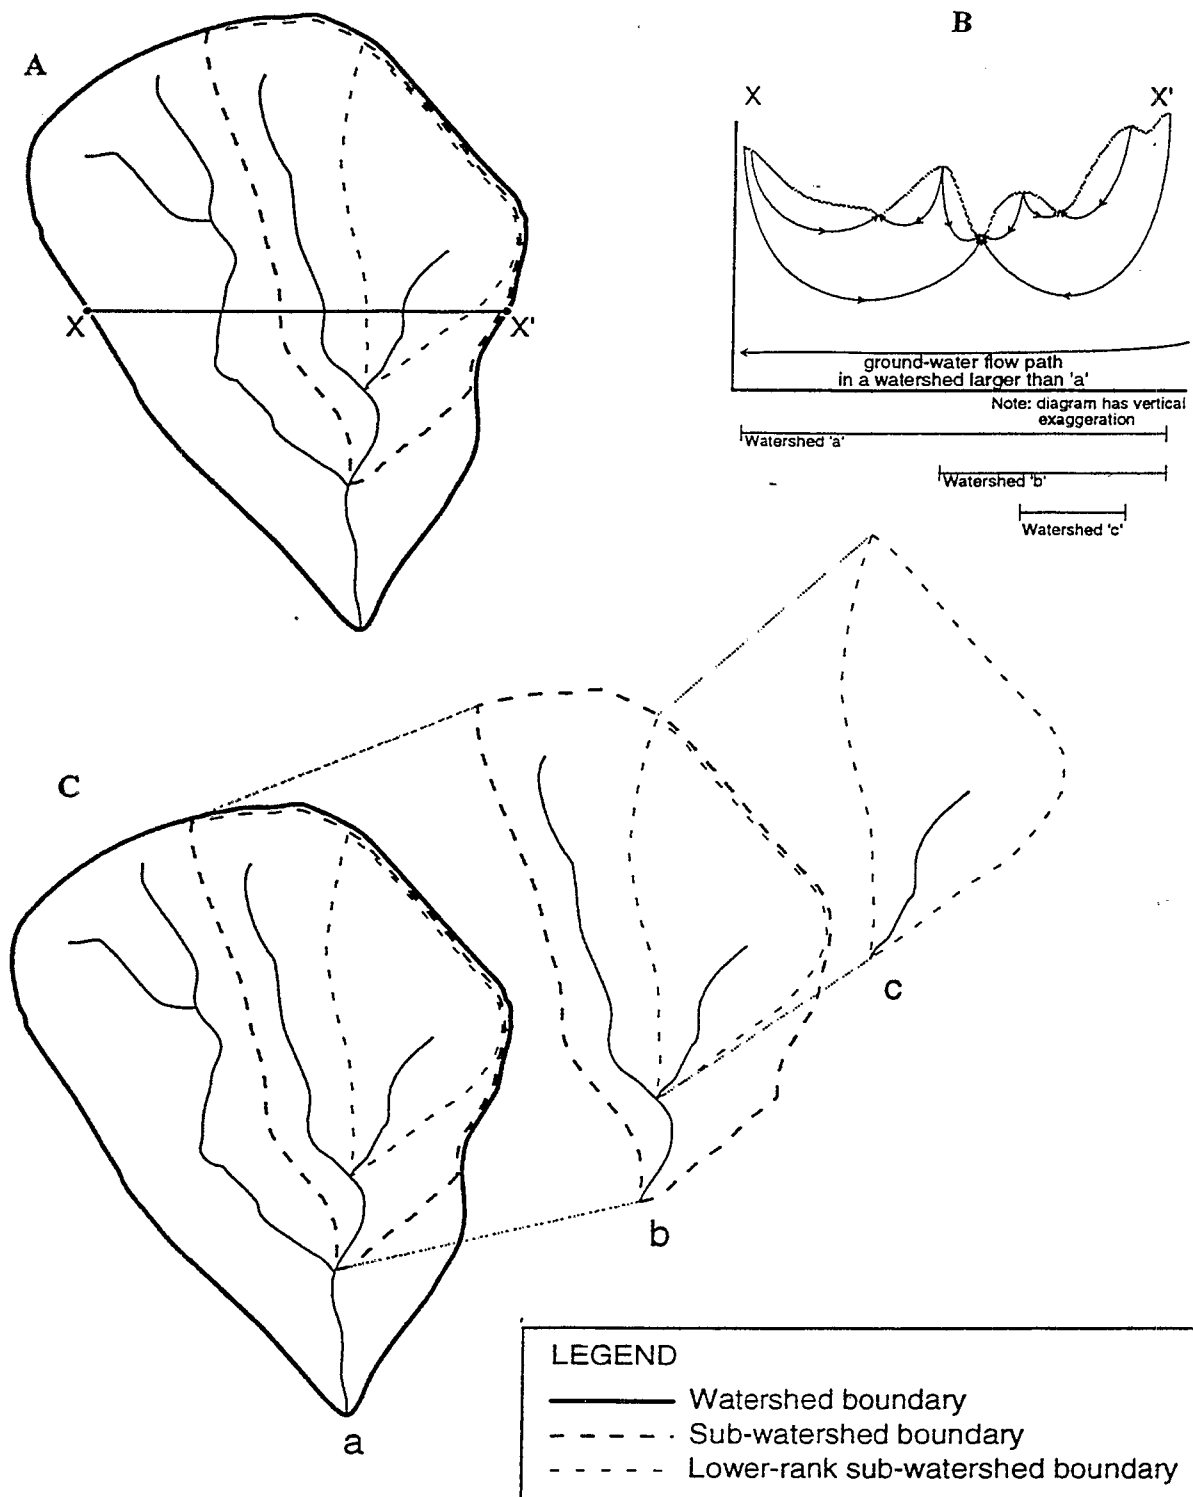 A
B
X
X'
X
X'
ground-water flow path
in a watershed larger than 'a'
Note: diagram has vertical
exaggeration
Watershed 'a'
Watershed 'b'
Watershed 'c'
C
c
b
a
LEGEND
Watershed boundary
Sub-watershed boundary
Lower-rank sub-watershed boundary